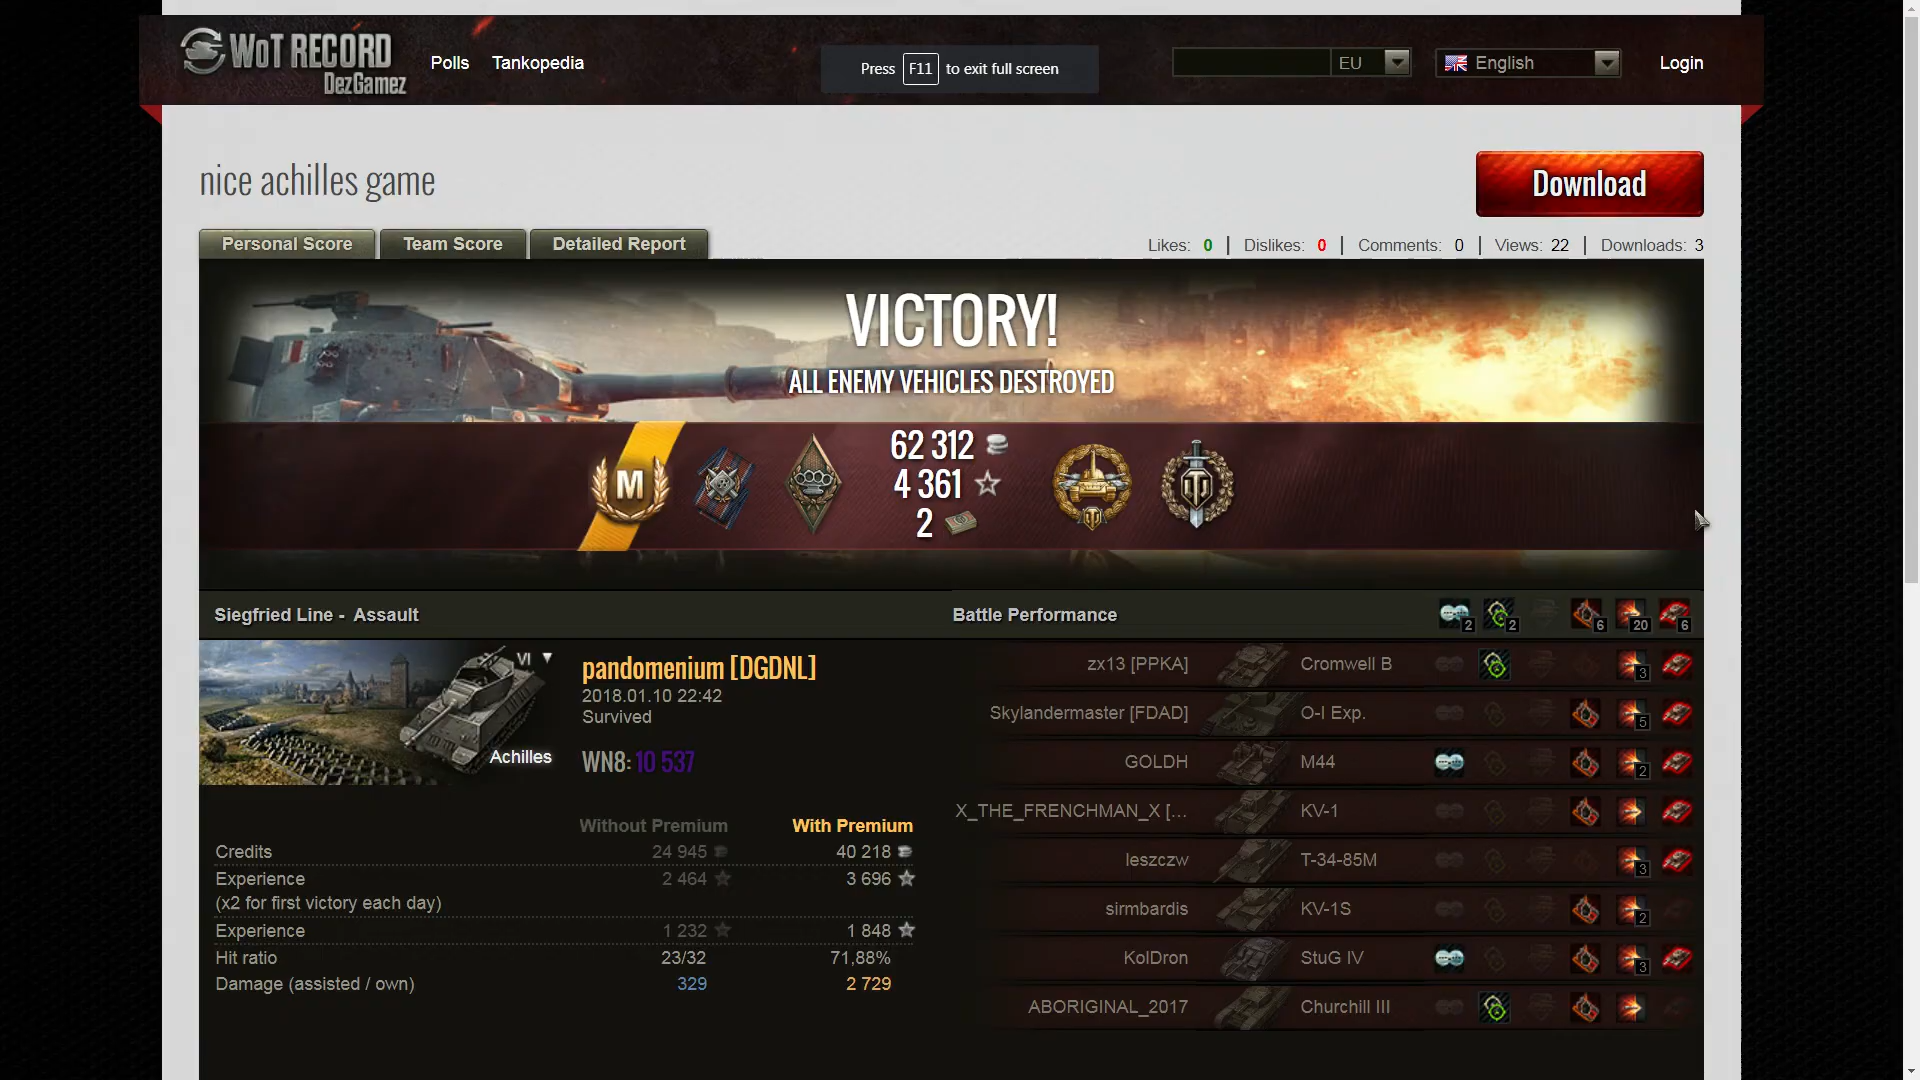 WoT RECORD
DezGamez
Polls
Tankopedia
Press F11 to exit full screen
EU
English
Login
nice achilles game
Download
Personal Score
Team Score
Detailed Report
Likes: 0 | Dislikes: 0 | Comments: 0 | Views: 22 | Downloads: 3
VICTORY!
ALL ENEMY VEHICLES DESTROYED
M
62 312
4 361
2
Siegfried Line - Assault
VI
Achilles
pandomenium [DGDNL]
2018.01.10 22:42
Survived
WN8: 10 537
Without Premium With Premium
Credits 24 945 40 218
Experience 2 464 3 696
(x2 for first victory each day)
Experience 1 232 1 848
Hit ratio 23/32 71,88%
Damage (assisted / own) 329 2 729
Battle Performance 2 2 6 20 6
zx13 [PPKA] Cromwell B 3
Skylandermaster [FDAD] O-I Exp. 5
GOLDH M44 2
X_THE_FRENCHMAN_X [... KV-1
leszczw T-34-85M 3
sirmbardis KV-1S 2
KolDron StuG IV 3
ABORIGINAL_2017 Churchill III